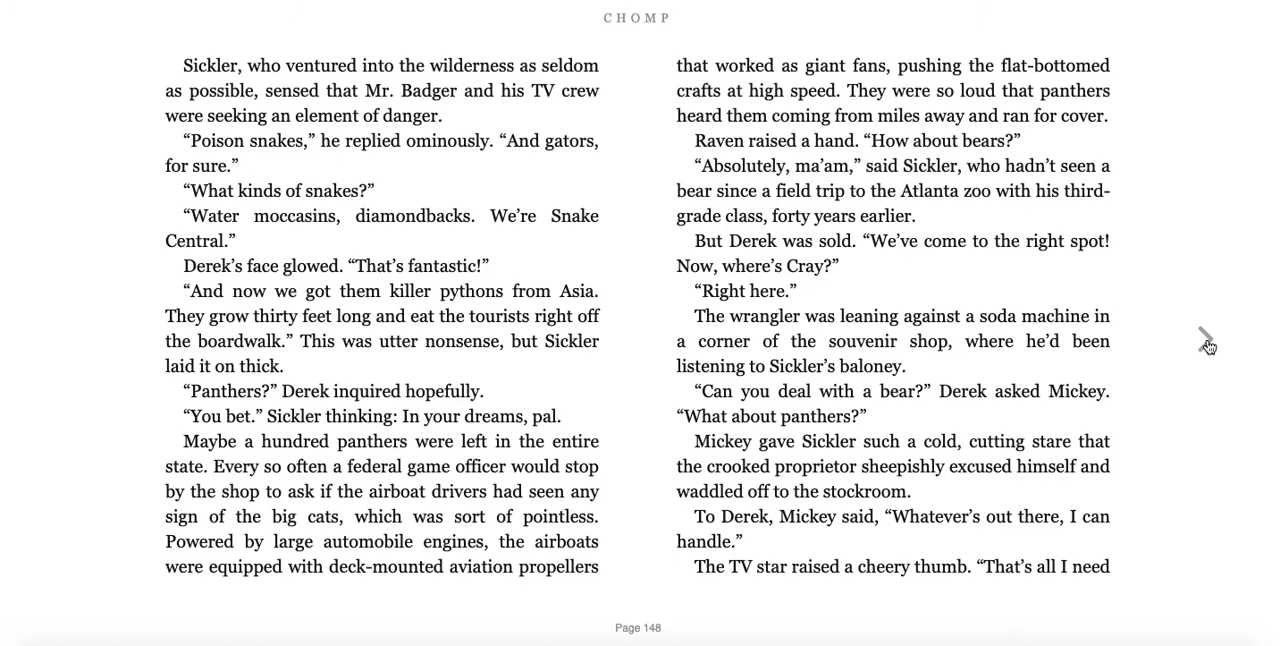 CHOMP
Sickler, who ventured into the wilderness as seldom
as possible, sensed that Mr. Badger and his TV crew
were seeking an element of danger.
“Poison snakes,” he replied ominously. “And gators,
for sure.”
“What kinds of snakes?”
“Water moccasins, diamondbacks. We’re Snake
Central.”
Derek’s face glowed. “That’s fantastic!”
“And now we got them killer pythons from Asia.
They grow thirty feet long and eat the tourists right off
the boardwalk.” This was utter nonsense, but Sickler
laid it on thick.
“Panthers?” Derek inquired hopefully.
“You bet.” Sickler thinking: In your dreams, pal.
Maybe a hundred panthers were left in the entire
state. Every so often a federal game officer would stop
by the shop to ask if the airboat drivers had seen any
sign of the big cats, which was sort of pointless.
Powered by large automobile engines, the airboats
were equipped with deck-mounted aviation propellers
that worked as giant fans, pushing the flat-bottomed
crafts at high speed. They were so loud that panthers
heard them coming from miles away and ran for cover.
Raven raised a hand. “How about bears?”
“Absolutely, ma’am,” said Sickler, who hadn’t seen a
bear since a field trip to the Atlanta zoo with his third-
grade class, forty years earlier.
But Derek was sold. “We’ve come to the right spot!
Now, where’s Cray?”
“Right here.”
The wrangler was leaning against a soda machine in
a corner of the souvenir shop, where he’d been
listening to Sickler’s baloney.
“Can you deal with a bear?” Derek asked Mickey.
“What about panthers?”
Mickey gave Sickler such a cold, cutting stare that
the crooked proprietor sheepishly excused himself and
waddled off to the stockroom.
To Derek, Mickey said, “Whatever’s out there, I can
handle.”
The TV star raised a cheery thumb. “That’s all I need
Page 148